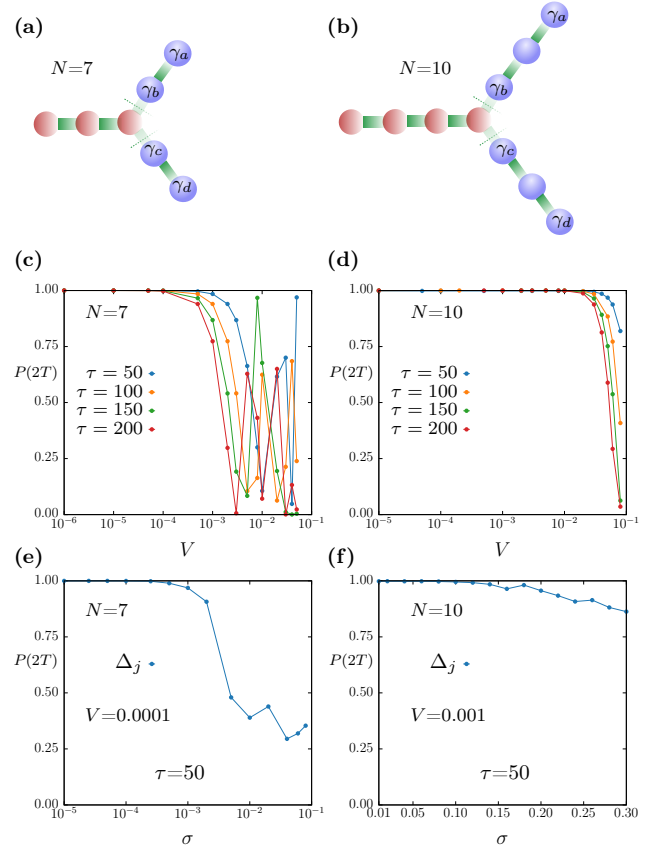 (a)
N=7
γa
γb
γc
γd
(b)
N=10
γa
γb
γc
γd
(c)
1.00
0.75
P(2T)
0.50
0.25
0.00
N=7
τ = 50
τ = 100
τ = 150
τ = 200
10⁻⁶ 10⁻⁵ 10⁻⁴ 10⁻³ 10⁻² 10⁻¹
V
(d)
1.00
0.75
P(2T)
0.50
0.25
0.00
N=10
τ = 50
τ = 100
τ = 150
τ = 200
10⁻⁵ 10⁻⁴ 10⁻³ 10⁻² 10⁻¹
V
(e)
1.00
0.75
P(2T)
0.50
0.25
0.00
N=7
Δj
V=0.0001
τ=50
10⁻⁵ 10⁻⁴ 10⁻³ 10⁻² 10⁻¹
σ
(f)
1.00
0.75
P(2T)
0.50
0.25
0.00
N=10
Δj
V=0.001
τ=50
0.01 0.05 0.10 0.15 0.20 0.25 0.30
σ